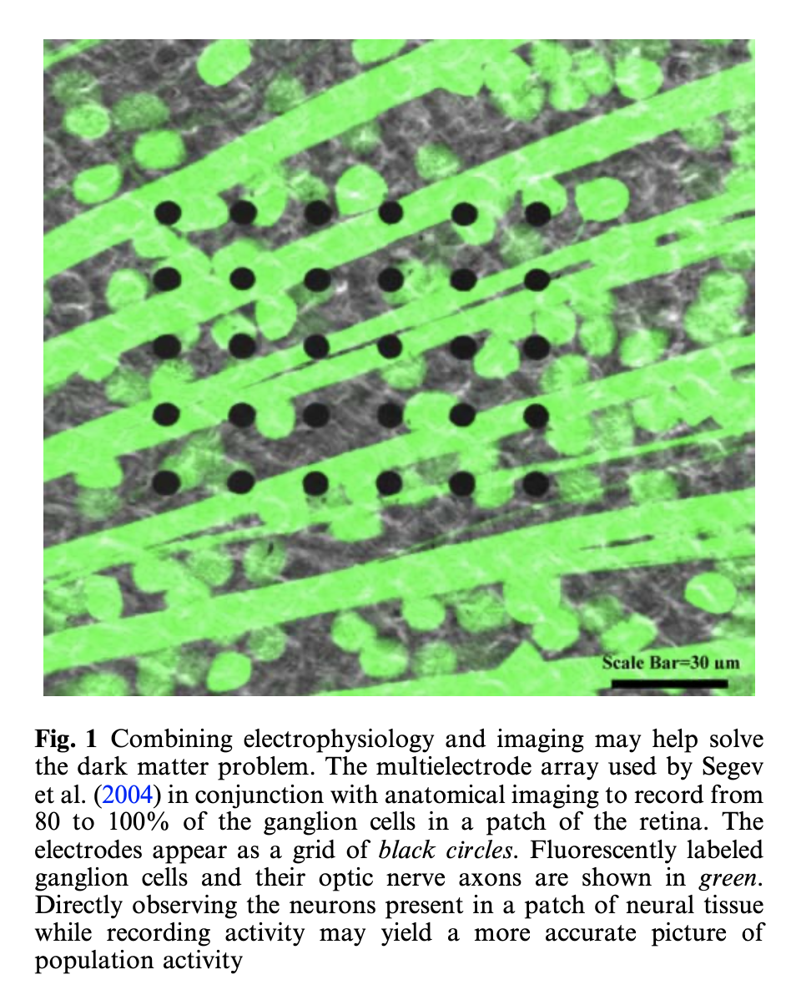 Scale Bar=30 um
Fig. 1 Combining electrophysiology and imaging may help solve
the dark matter problem. The multielectrode array used by Segev
et al. (2004) in conjunction with anatomical imaging to record from
80 to 100% of the ganglion cells in a patch of the retina. The
electrodes appear as a grid of black circles. Fluorescently labeled
ganglion cells and their optic nerve axons are shown in green.
Directly observing the neurons present in a patch of neural tissue
while recording activity may yield a more accurate picture of
population activity